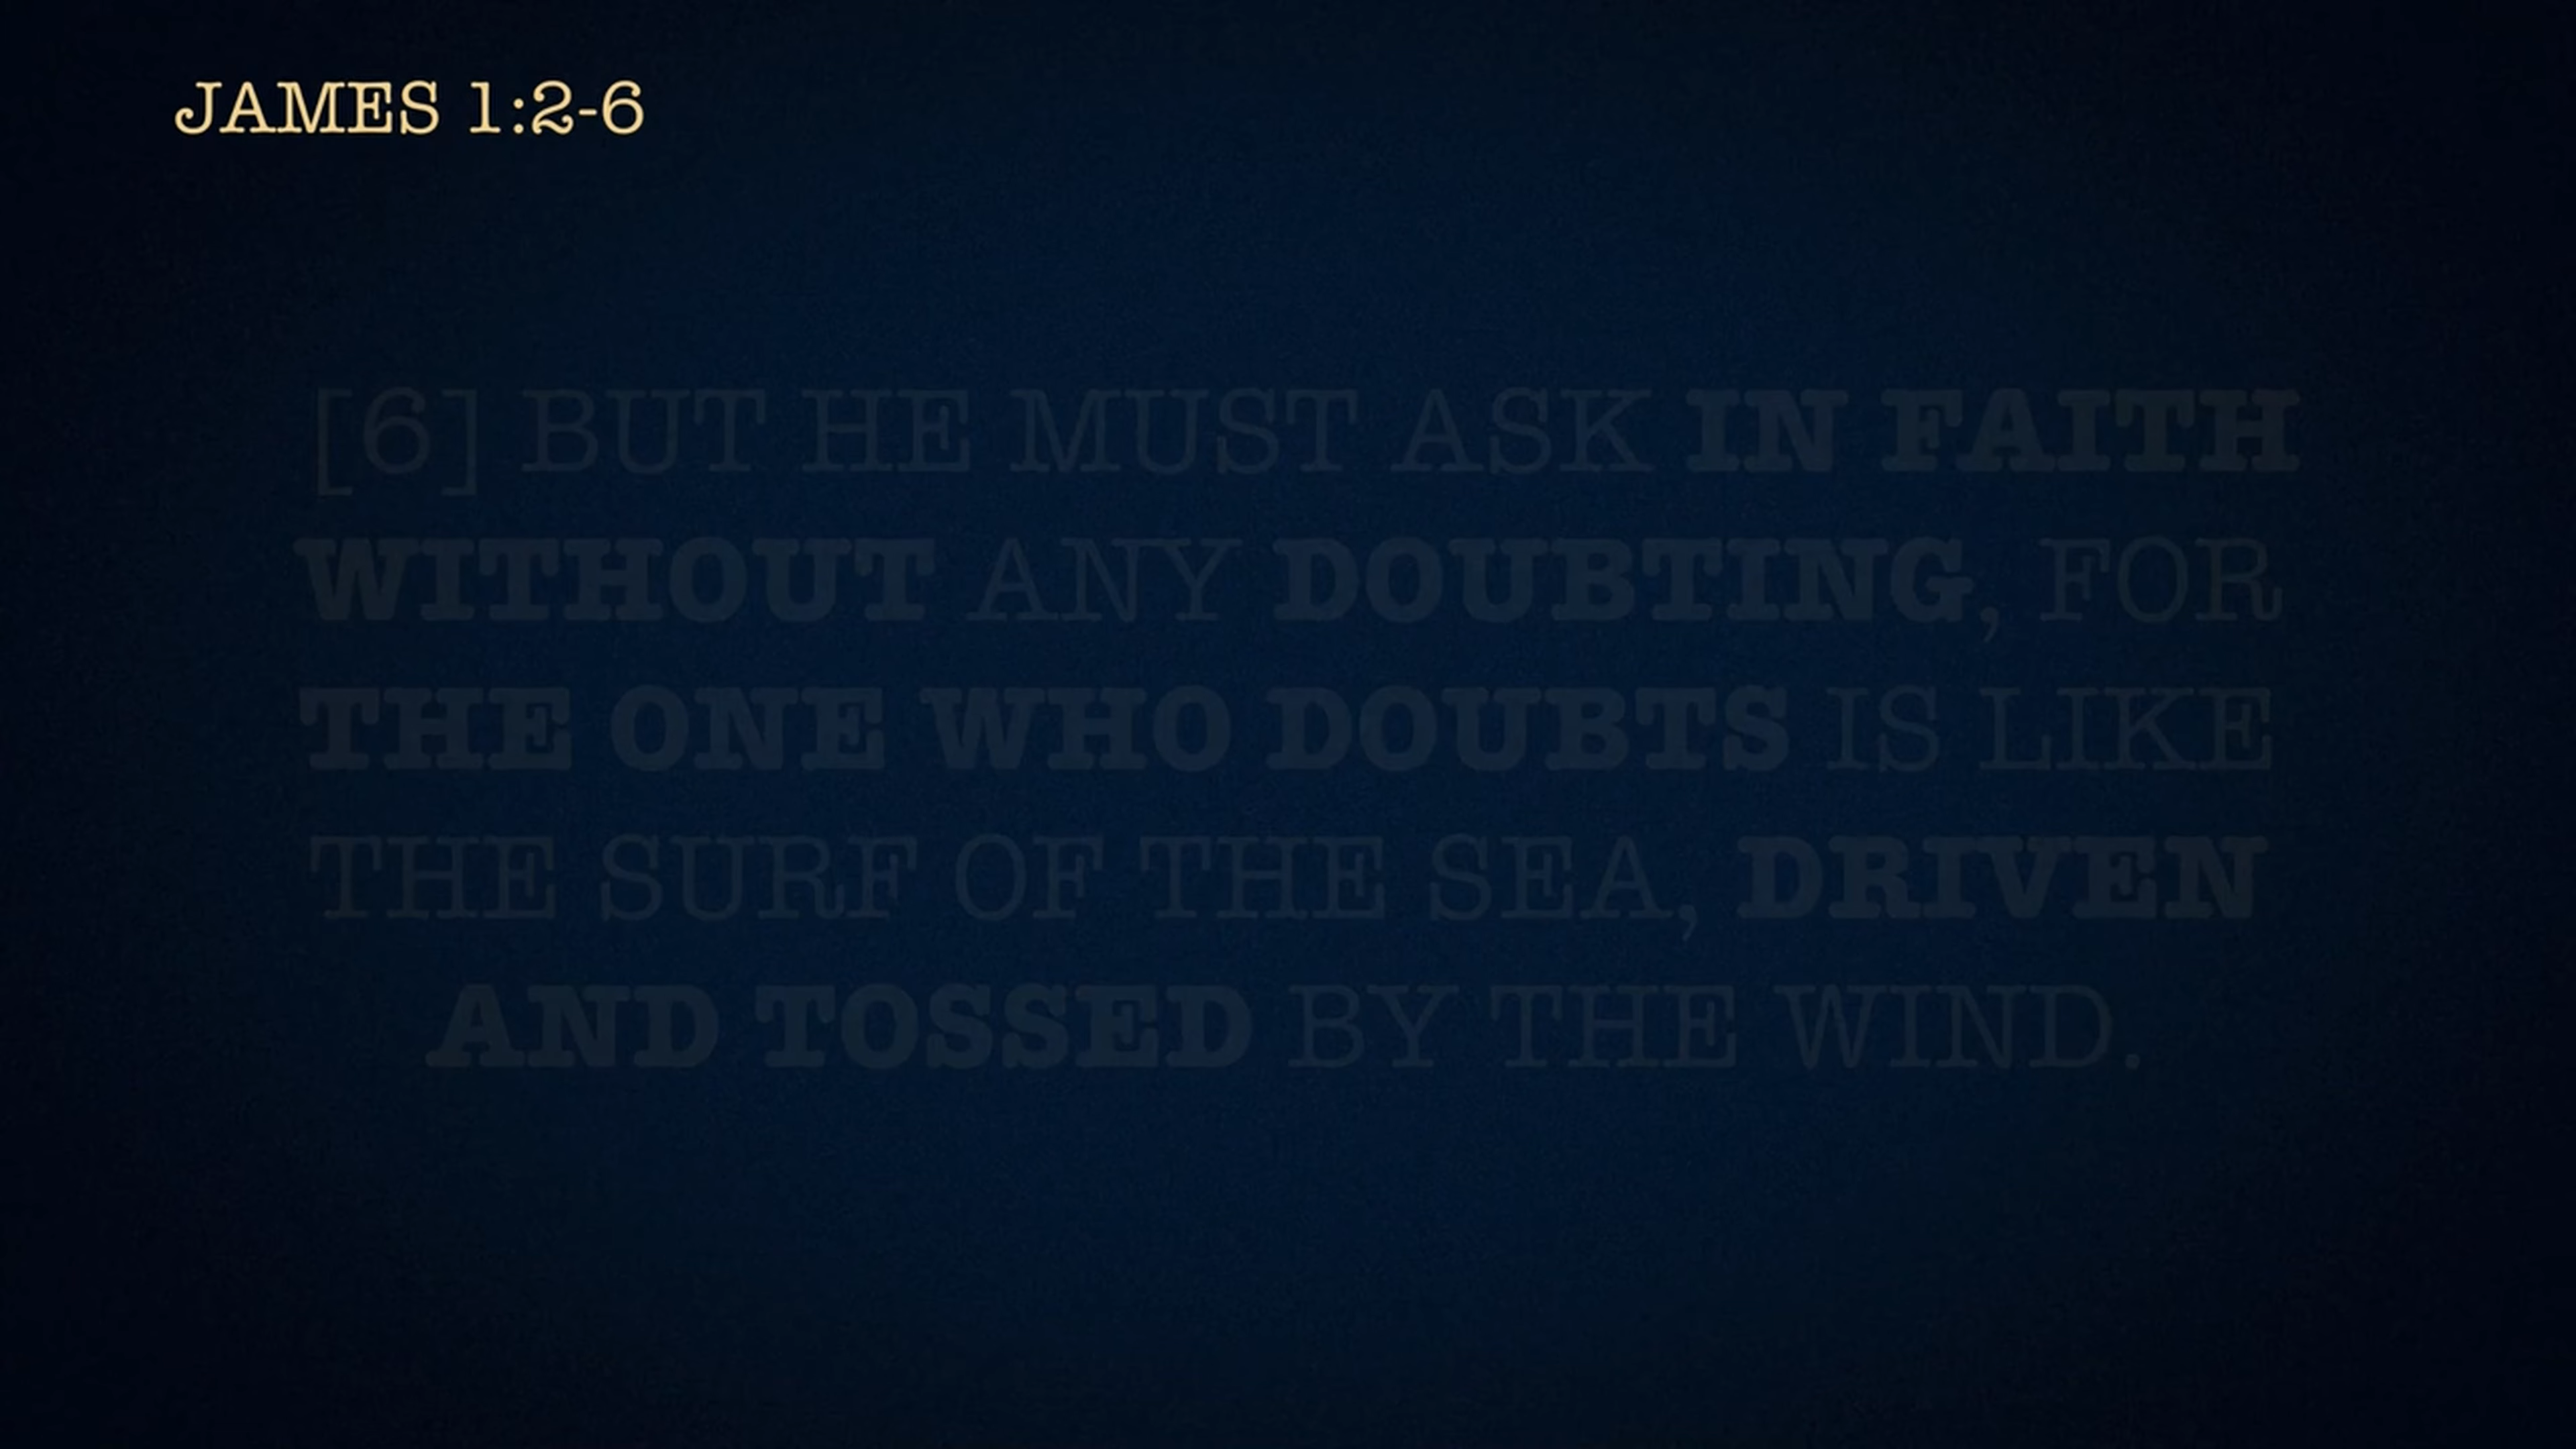 JAMES 1:2-6
[6] BUT HE MUST ASK IN FAITH
WITHOUT ANY DOUBTING, FOR
THE ONE WHO DOUBTS IS LIKE
THE SURF OF THE SEA, DRIVEN
AND TOSSED BY THE WIND.